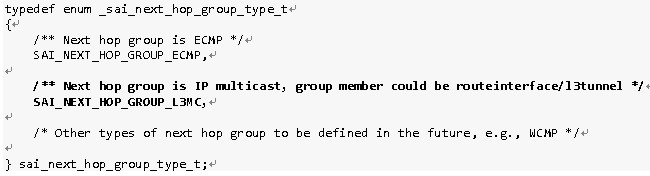 typedef enum _sai_next_hop_group_type_t
{
/** Next hop group is ECMP */
SAI_NEXT_HOP_GROUP_ECMP,
/** Next hop group is IP multicast, group member could be routeinterface/l3tunnel */
SAI_NEXT_HOP_GROUP_L3MC,
/* Other types of next hop group to be defined in the future, e.g., WCMP */
} sai_next_hop_group_type_t;